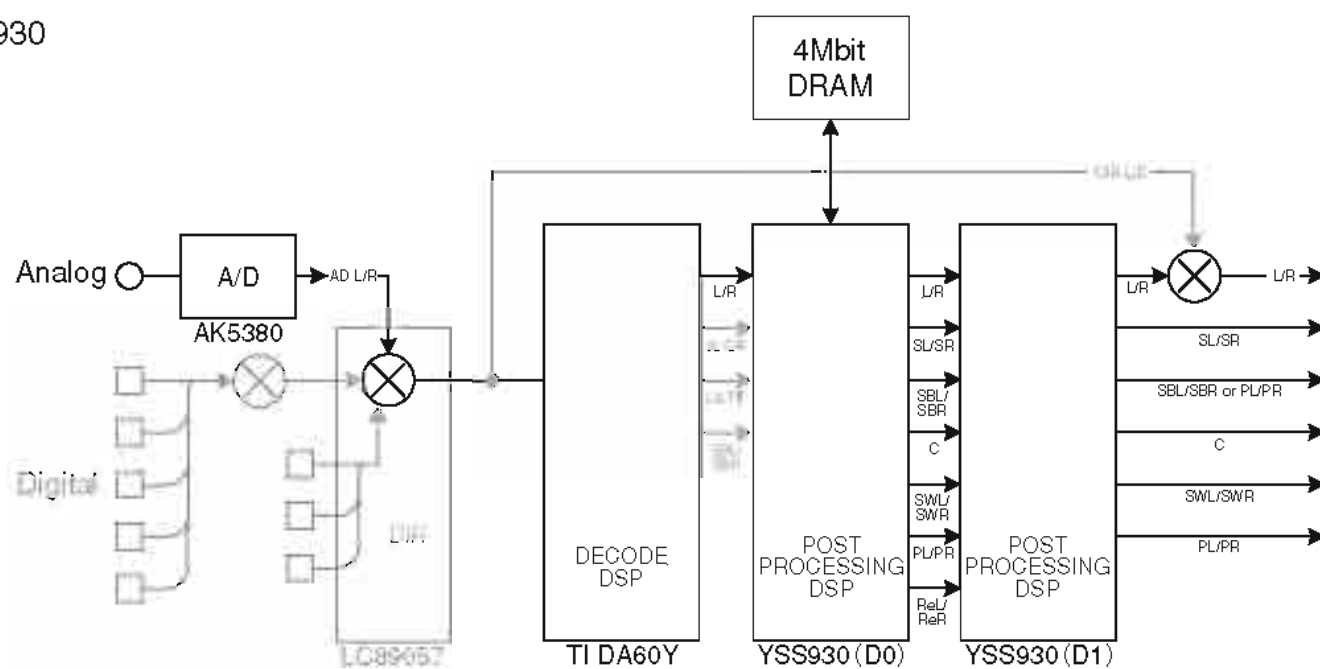 930
4Mbit
DRAM
Analog
A/D
AD L/R
AK5380
Digital
DIR
LC89057
DECODE
DSP
TI DA60Y
L/R
POST
PROCESSING
DSP
YSS930 (D0)
L/R
SL/SR
SBL/
SBR
C
SWL/
SWR
PL/PR
ReL/
ReR
POST
PROCESSING
DSP
YSS930 (D1)
L/R
L/R
SL/SR
SBL/SBR or PL/PR
C
SWL/SWR
PL/PR